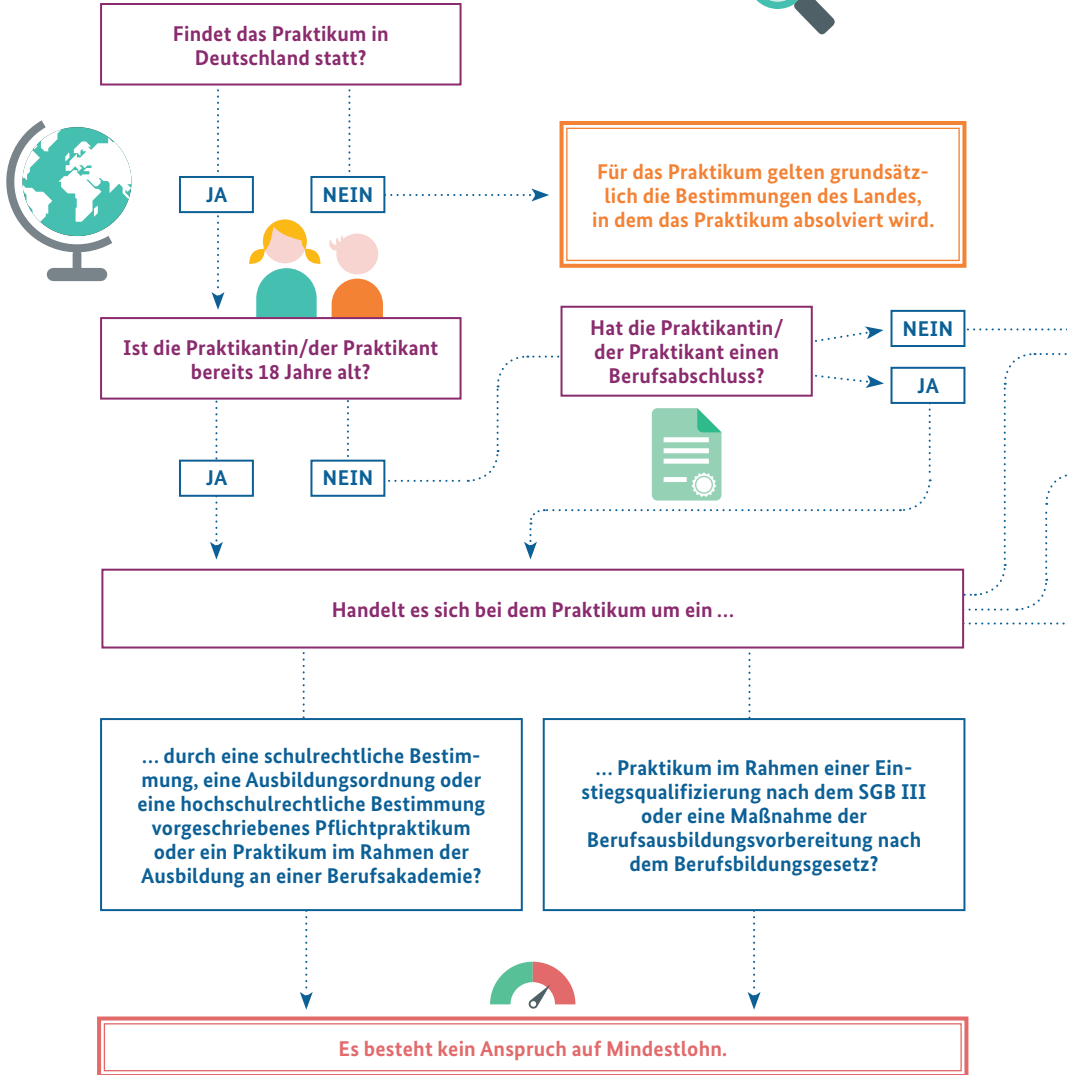 Findet das Praktikum in
Deutschland statt?
JA
NEIN
Für das Praktikum gelten grundsätz-
lich die Bestimmungen des Landes,
in dem das Praktikum absolviert wird.
Ist die Praktikantin/der Praktikant
bereits 18 Jahre alt?
Hat die Praktikantin/
der Praktikant einen
Berufsabschluss?
NEIN
JA
JA
NEIN
Handelt es sich bei dem Praktikum um ein …
… durch eine schulrechtliche Bestim-
mung, eine Ausbildungsordnung oder
eine hochschulrechtliche Bestimmung
vorgeschriebenes Pflichtpraktikum
oder ein Praktikum im Rahmen der
Ausbildung an einer Berufsakademie?
… Praktikum im Rahmen einer Ein-
stiegsqualifizierung nach dem SGB III
oder eine Maßnahme der
Berufsausbildungsvorbereitung nach
dem Berufsbildungsgesetz?
Es besteht kein Anspruch auf Mindestlohn.